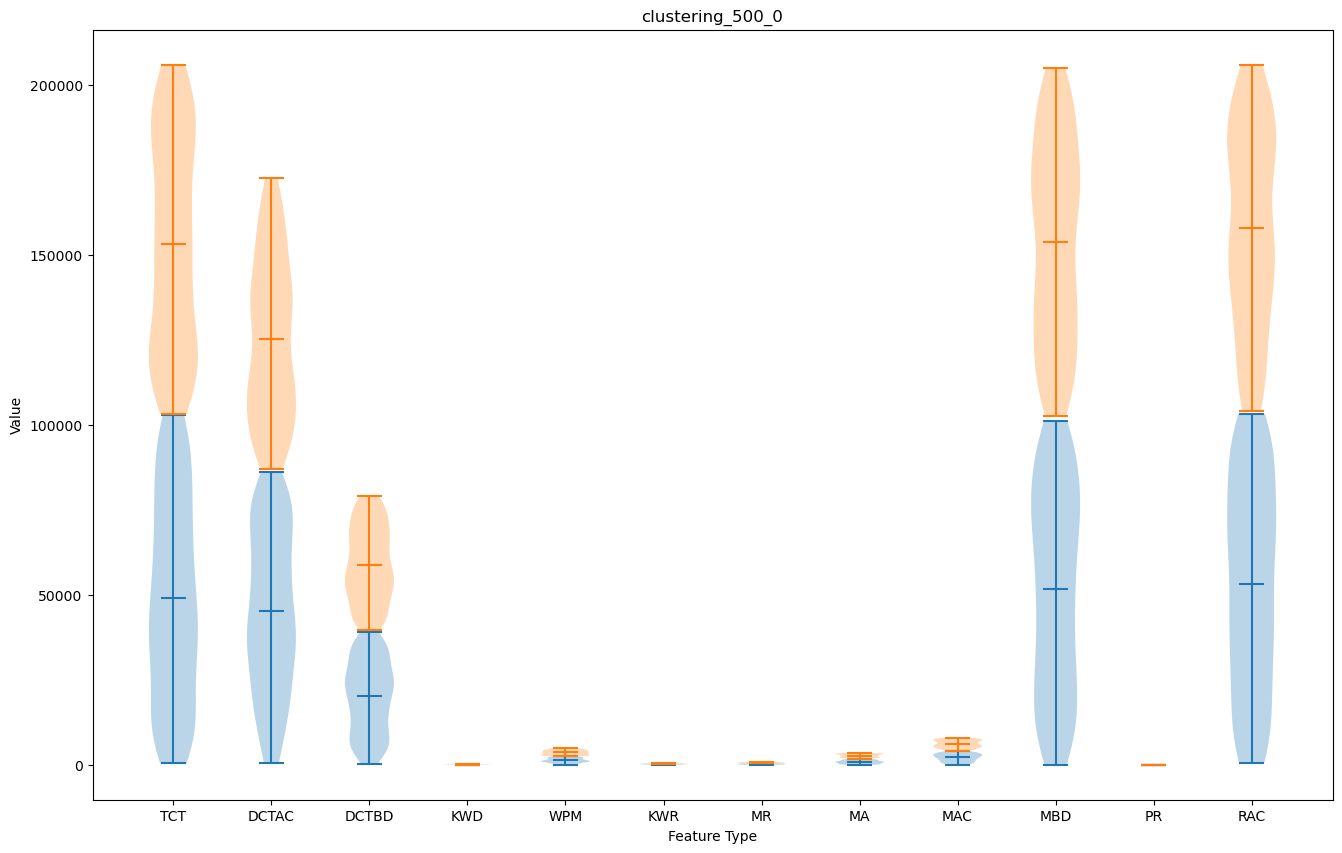 clustering_500_0
200000
150000
100000
50000
0
Value
TCT DCTAC DCTBD KWD WPM KWR MR MA MAC MBD PR RAC
Feature Type